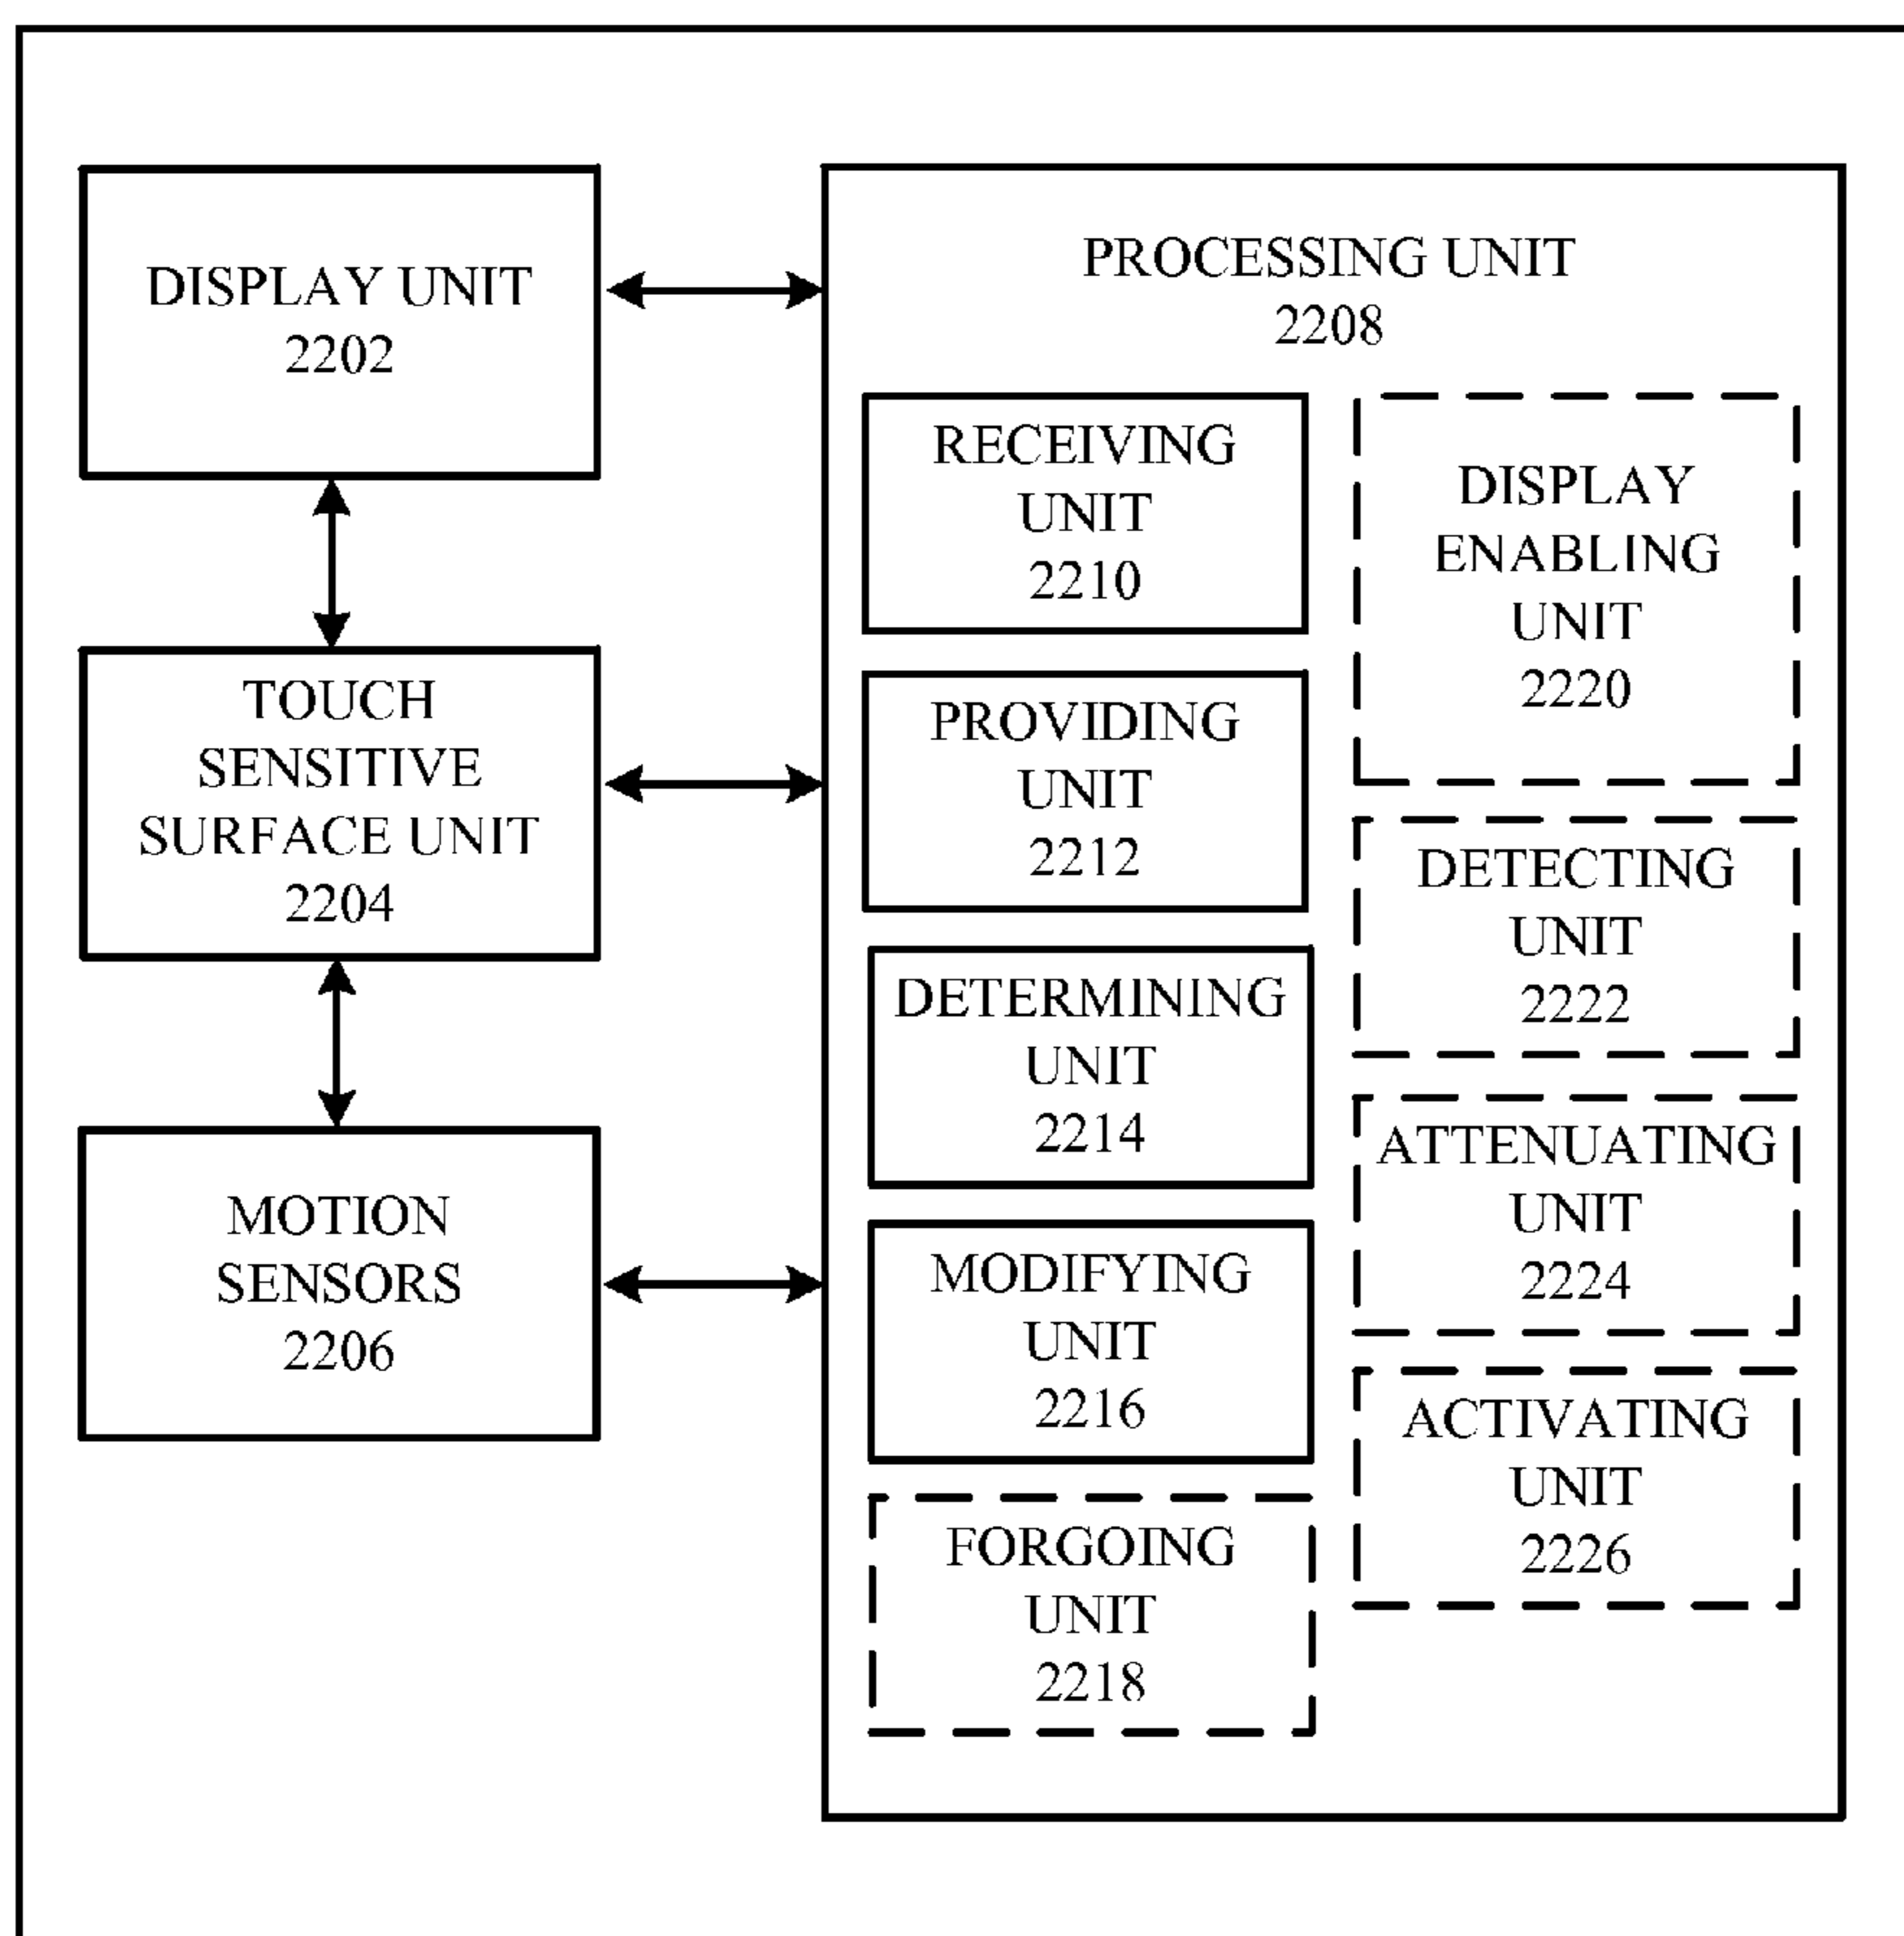 DISPLAY UNIT
2202
TOUCH
SENSITIVE
SURFACE UNIT
2204
MOTION
SENSORS
2206
PROCESSING UNIT
2208
RECEIVING
UNIT
2210
PROVIDING
UNIT
2212
DETERMINING
UNIT
2214
MODIFYING
UNIT
2216
FORGOING
UNIT
2218
DISPLAY
ENABLING
UNIT
2220
DETECTING
UNIT
2222
ATTENUATING
UNIT
2224
ACTIVATING
UNIT
2226